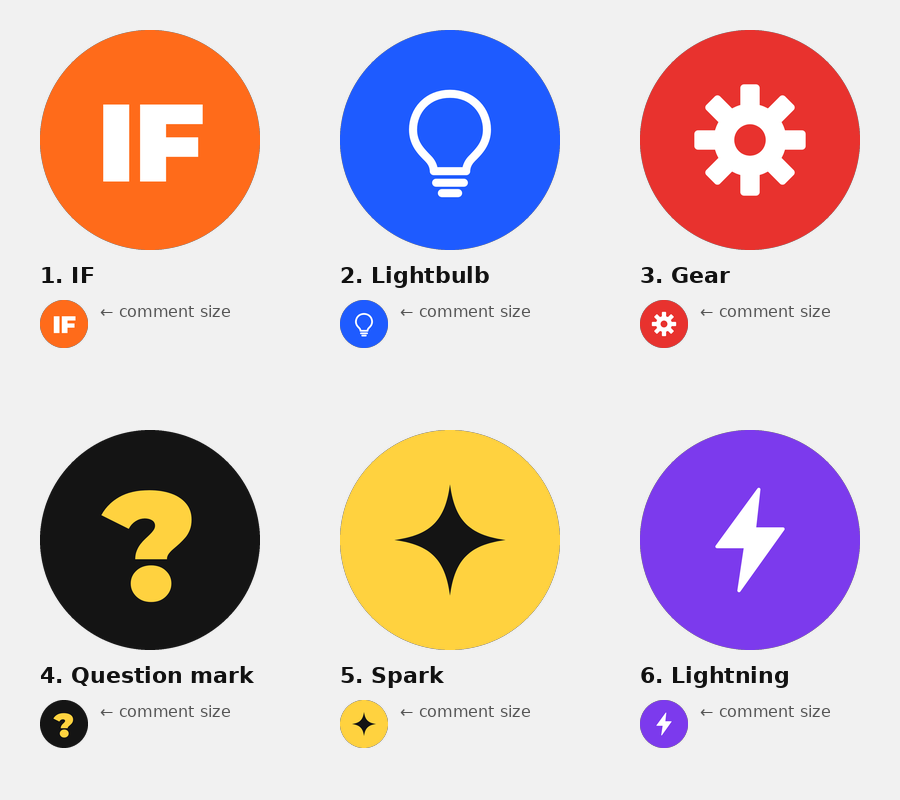 IF
1. IF
IF ← comment size
2. Lightbulb
← comment size
3. Gear
← comment size
?
4. Question mark
? ← comment size
5. Spark
← comment size
6. Lightning
← comment size